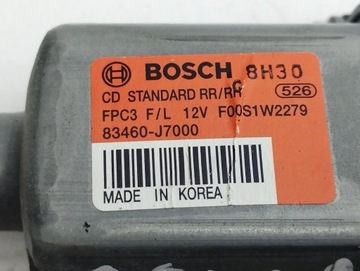 BOSCH 8H30
CD STANDARD RR/RH 526
FPC3 F/L 12V F00S1W2279
83460-J7000
MADE IN KOREA